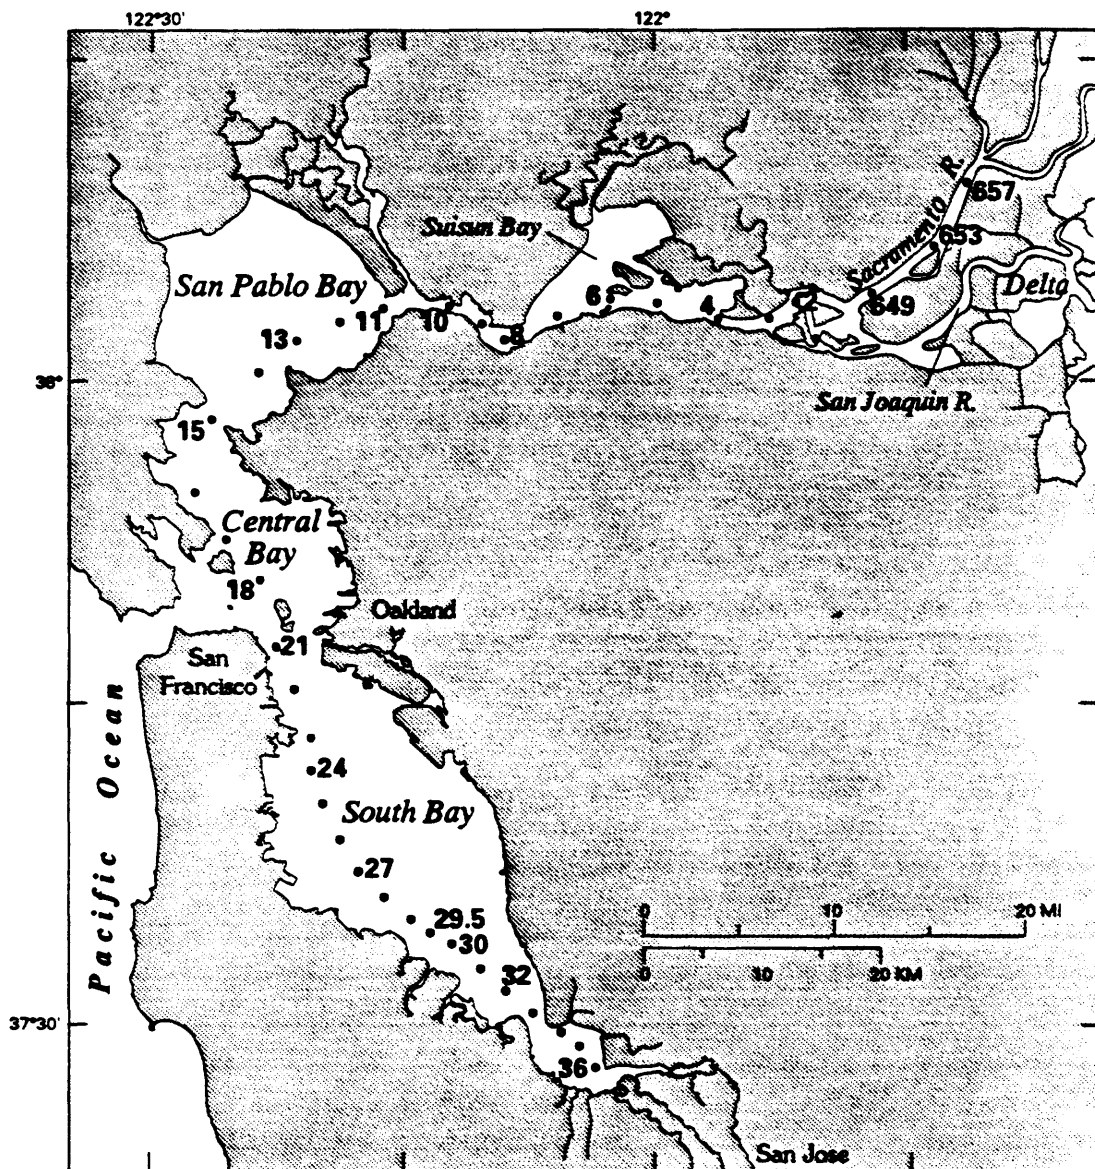 122°30'
122°
657
Sacramento R.
653
Suisun Bay
San Pablo Bay
Delta
6
4
2
649
11
10
8
13
38°
San Joaquin R.
15
Central
Bay
18
Oakland
21
San
Francisco
Pacific Ocean
24
South Bay
27
29.5
30
32
0 10 20 MI
0 10 20 KM
37°30'
36
San Jose